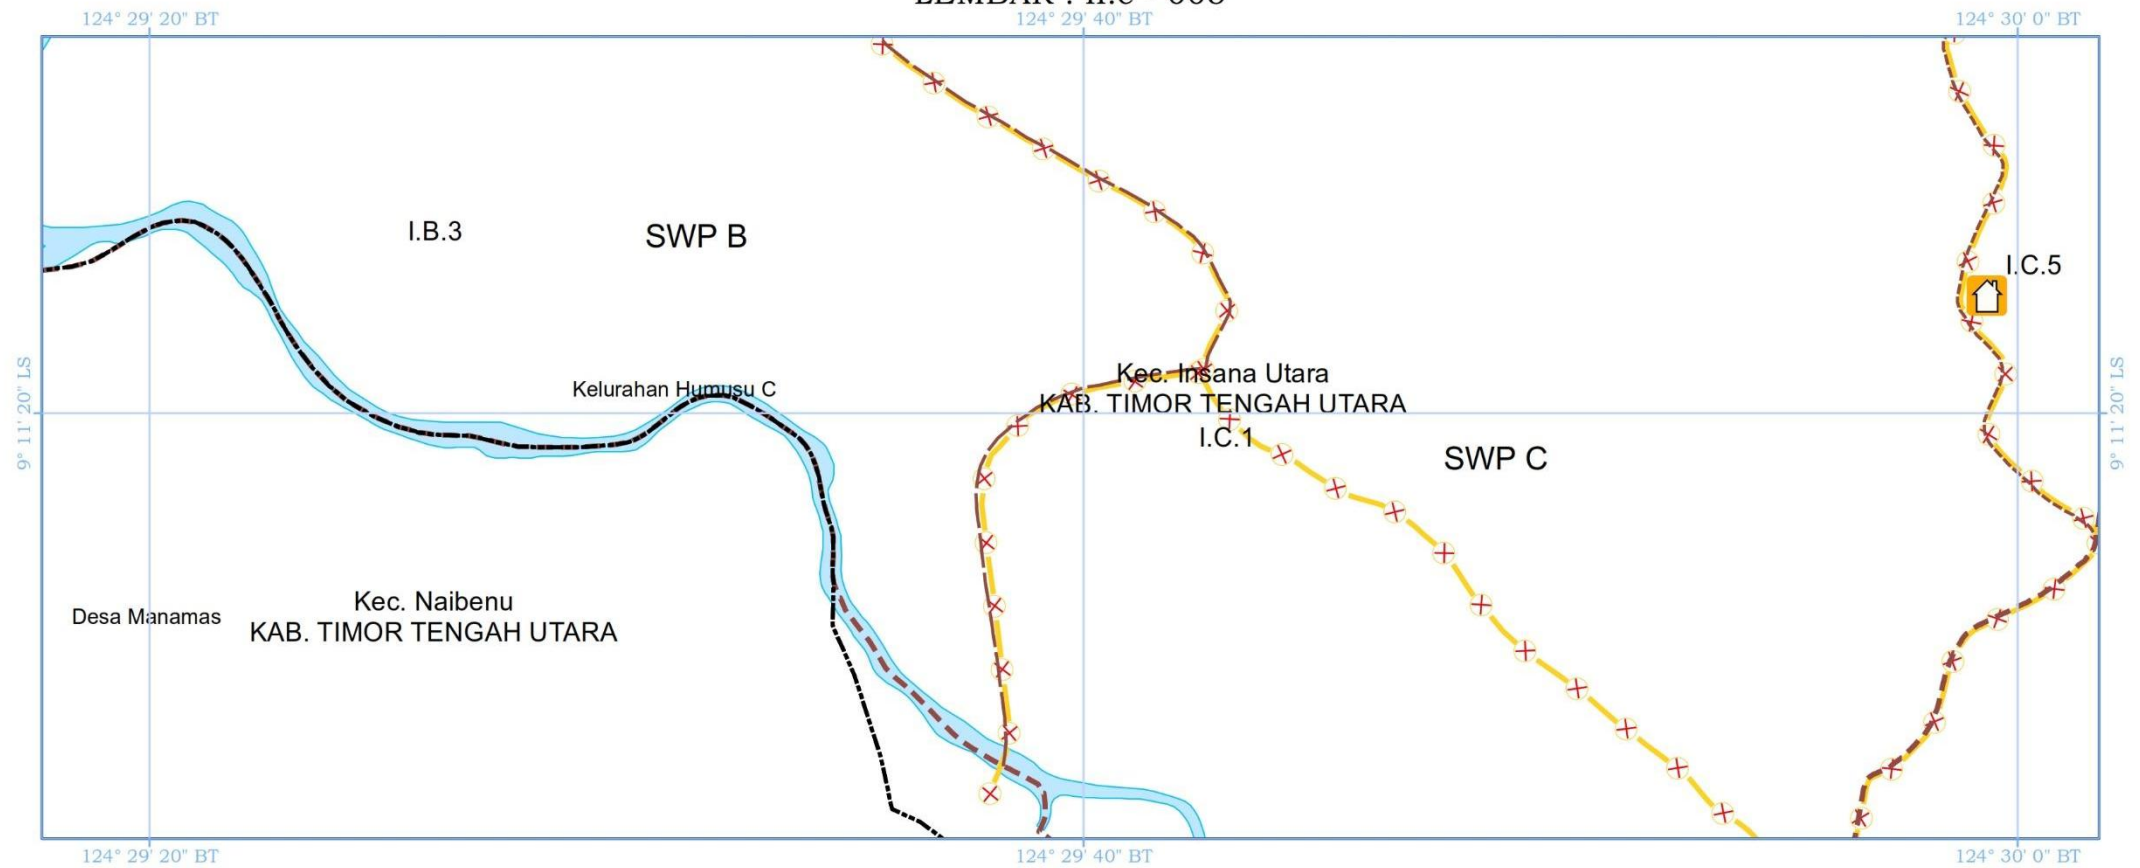 124° 29' 20" BT
124° 29' 40" BT
124° 30' 0" BT
I.B.3
SWP B
I.C.5
Kelurahan Humusu C
Kec. Insana Utara
KAB. TIMOR TENGAH UTARA
9° 11' 20" LS
9° 11' 20" LS
I.C.1
SWP C
Desa Manamas
Kec. Naibenu
KAB. TIMOR TENGAH UTARA
124° 29' 20" BT
124° 29' 40" BT
124° 30' 0" BT